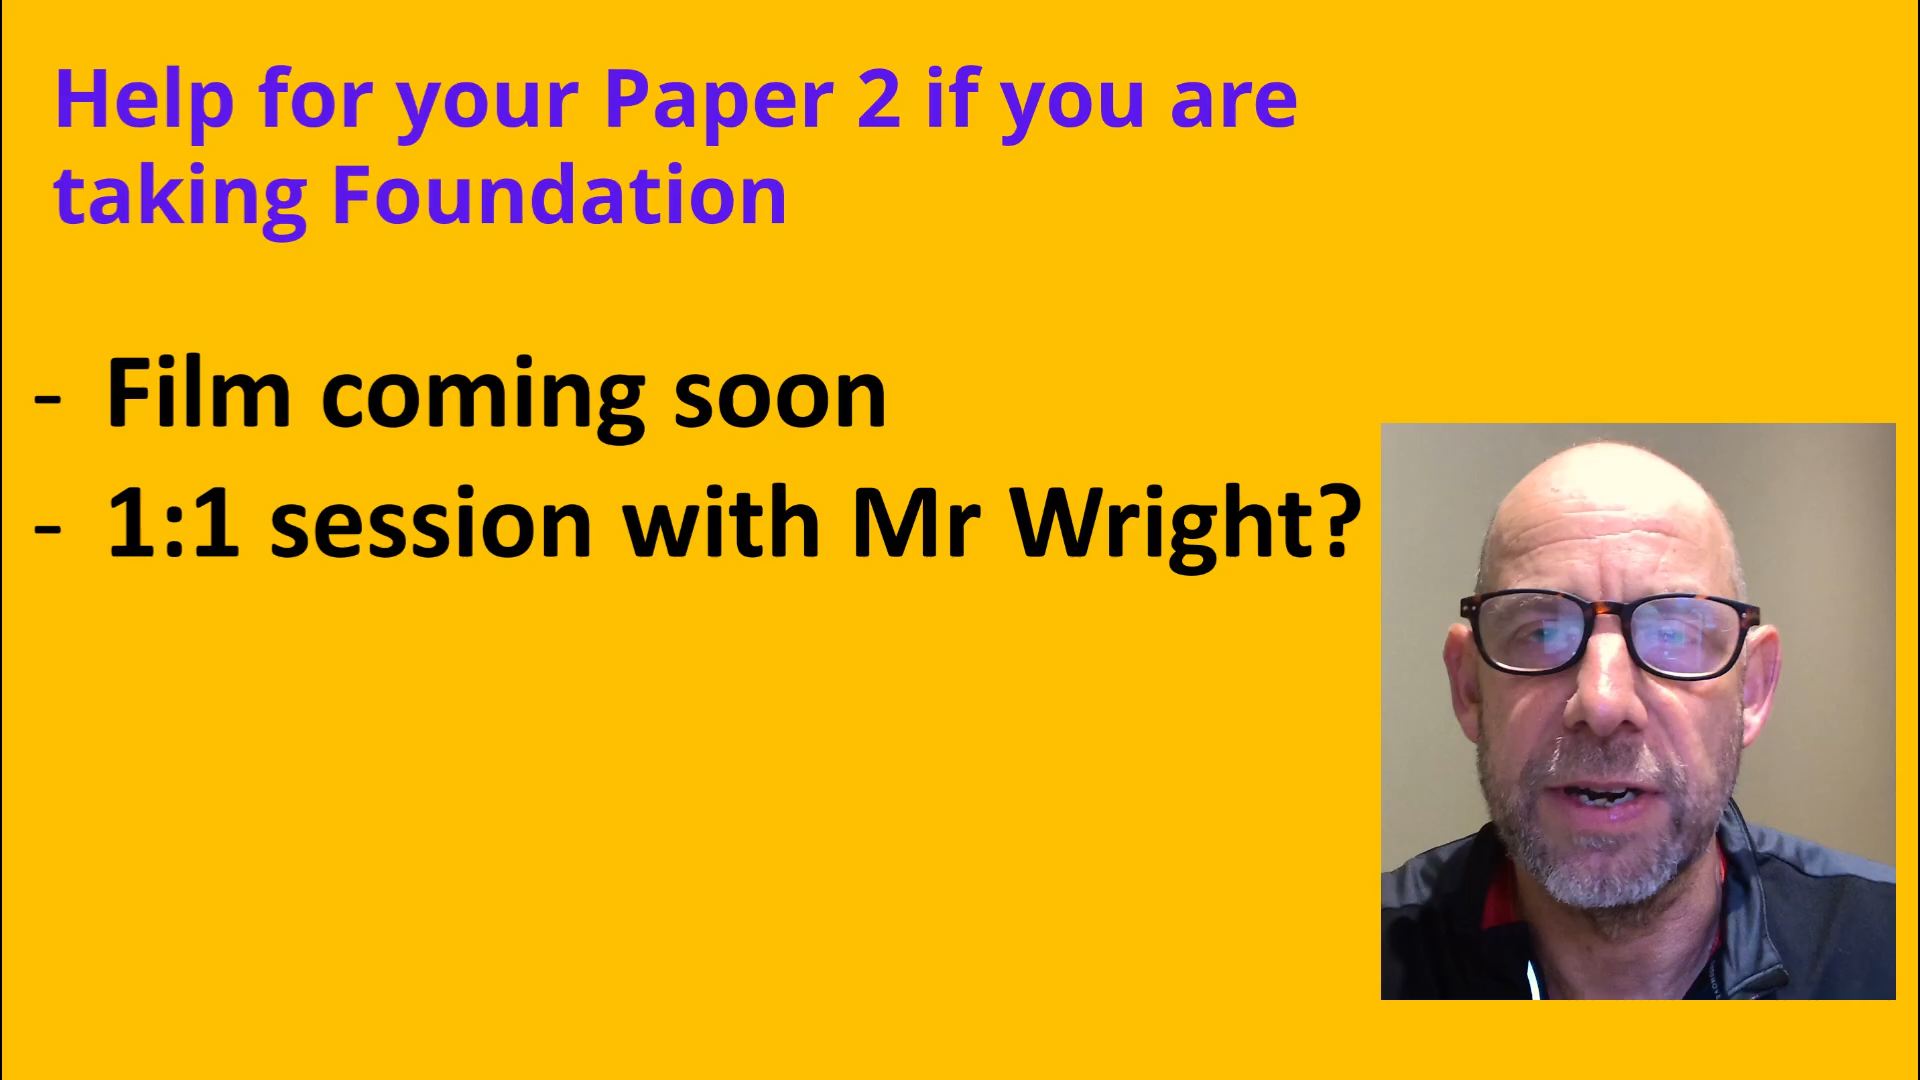 Help for your Paper 2 if you are
taking Foundation
- Film coming soon
- 1:1 session with Mr Wright?